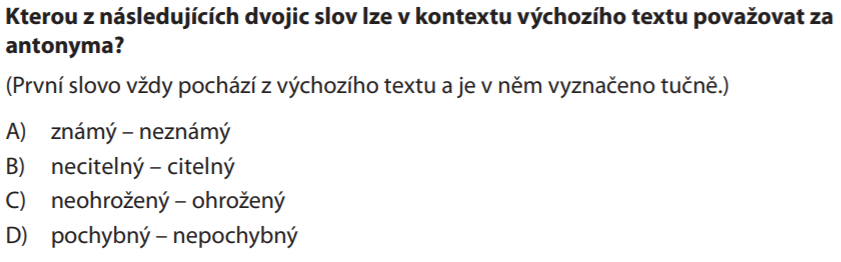 Kterou z následujících dvojic slov lze v kontextu výchozího textu považovat za
antonyma?
(První slovo vždy pochází z výchozího textu a je v něm vyznačeno tučně.)
A) známý – neznámý
B) necitelný – citelný
C) neohrožený – ohrožený
D) pochybný – nepochybný